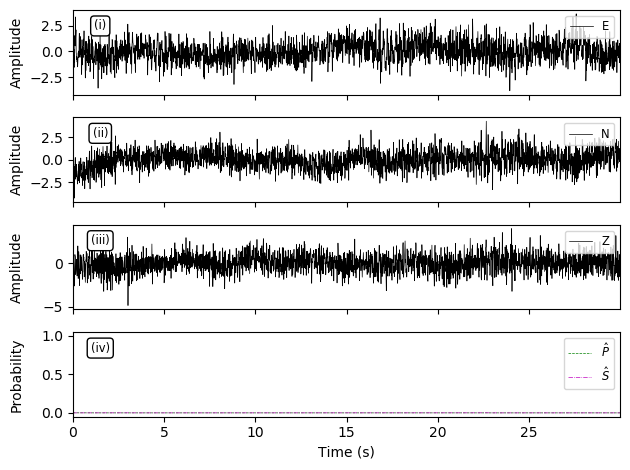 (i)
E
Amplitude
2.5
0.0
−2.5
(ii)
N
Amplitude
2.5
0.0
−2.5
(iii)
Z
Amplitude
0
−5
(iv)
P̂
Ŝ
Probability
1.0
0.5
0.0
0 5 10 15 20 25
Time (s)